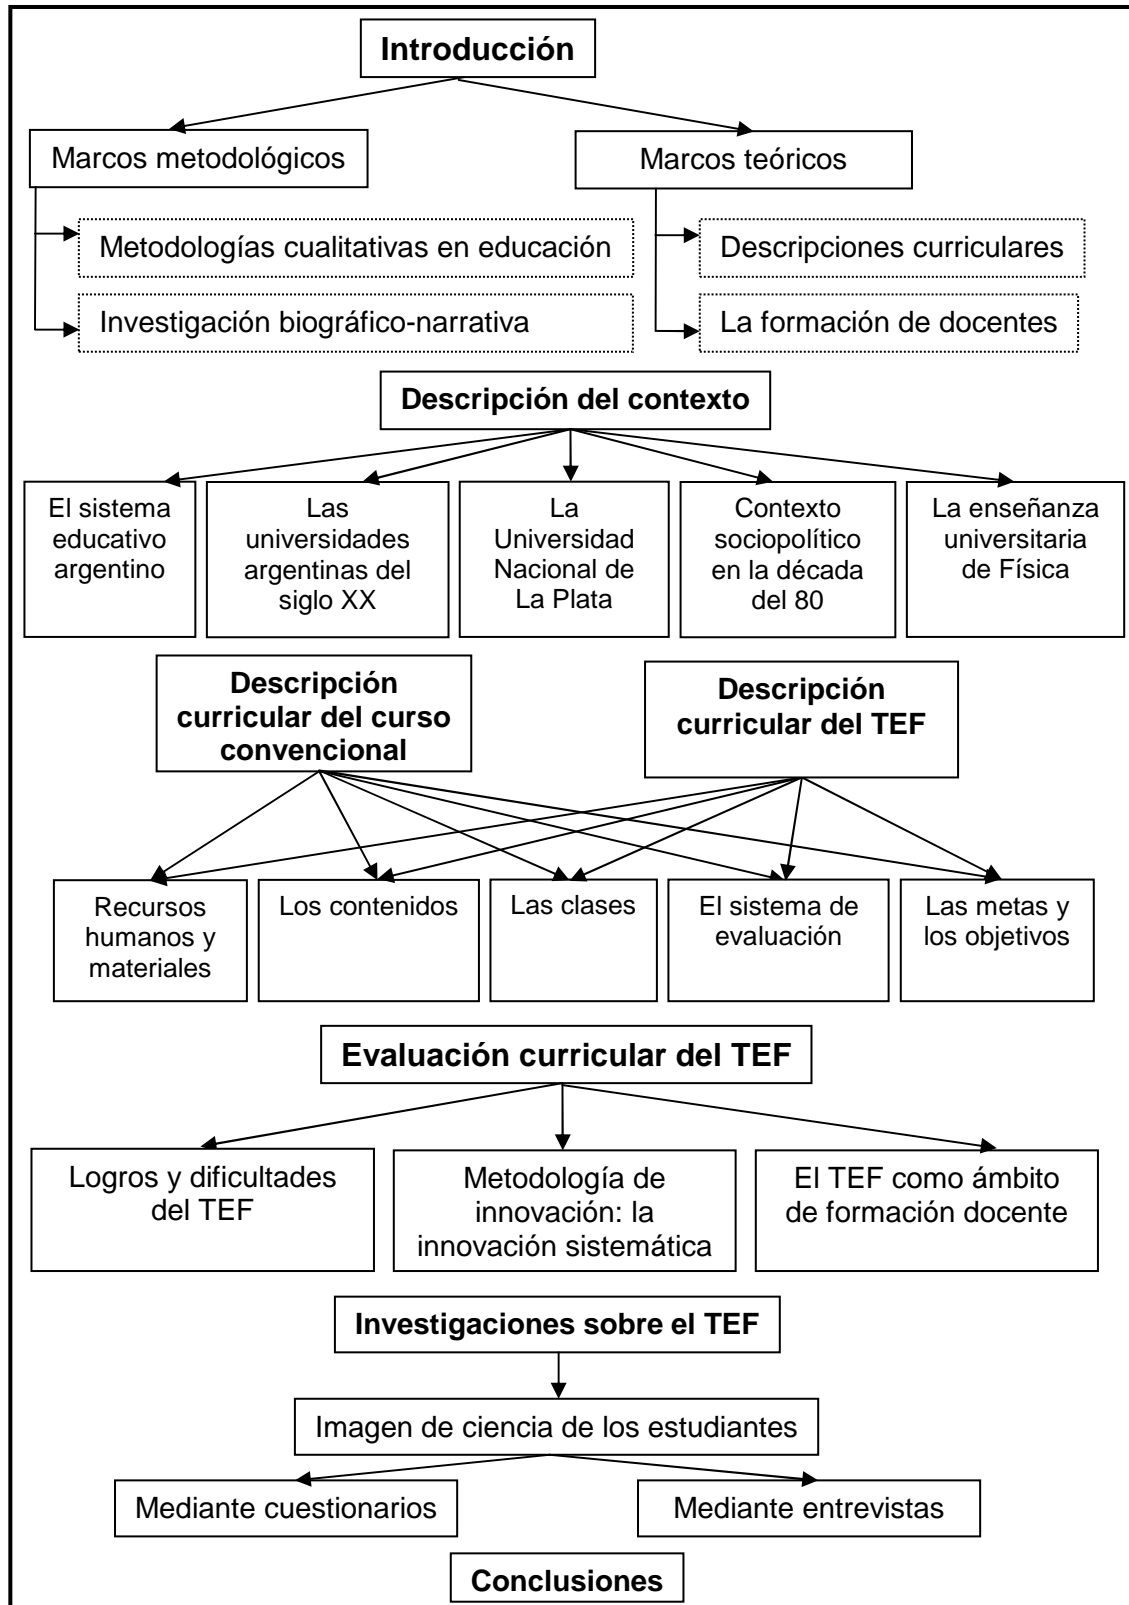 Introducción
Marcos metodológicos
Marcos teóricos
Metodologías cualitativas en educación
Descripciones curriculares
Investigación biográfico-narrativa
La formación de docentes
Descripción del contexto
El sistema
educativo
argentino
Las
universidades
argentinas del
siglo XX
La
Universidad
Nacional de
La Plata
Contexto
sociopolítico
en la década
del 80
La enseñanza
universitaria
de Física
Descripción
curricular del curso
convencional
Descripción
curricular del TEF
Recursos
humanos y
materiales
Los contenidos
Las clases
El sistema de
evaluación
Las metas y
los objetivos
Evaluación curricular del TEF
Logros y dificultades
del TEF
Metodología de
innovación: la
innovación sistemática
El TEF como ámbito
de formación docente
Investigaciones sobre el TEF
Imagen de ciencia de los estudiantes
Mediante cuestionarios
Mediante entrevistas
Conclusiones